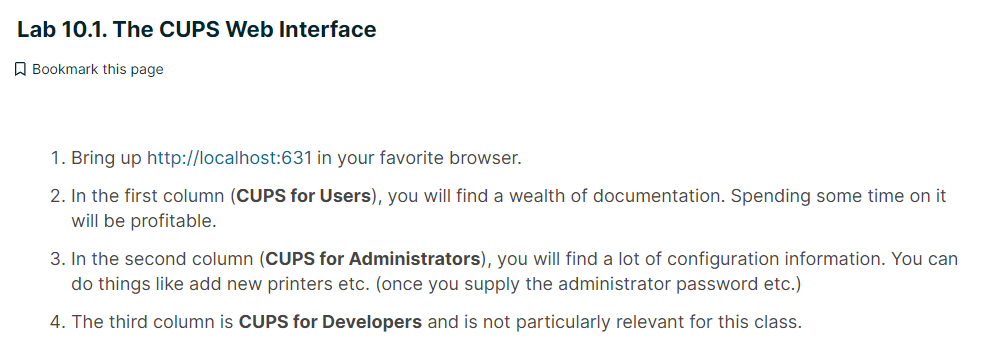 Lab 10.1. The CUPS Web Interface
Bookmark this page
1. Bring up http://localhost:631 in your favorite browser.
2. In the first column (CUPS for Users), you will find a wealth of documentation. Spending some time on it
will be profitable.
3. In the second column (CUPS for Administrators), you will find a lot of configuration information. You can
do things like add new printers etc. (once you supply the administrator password etc.)
4. The third column is CUPS for Developers and is not particularly relevant for this class.